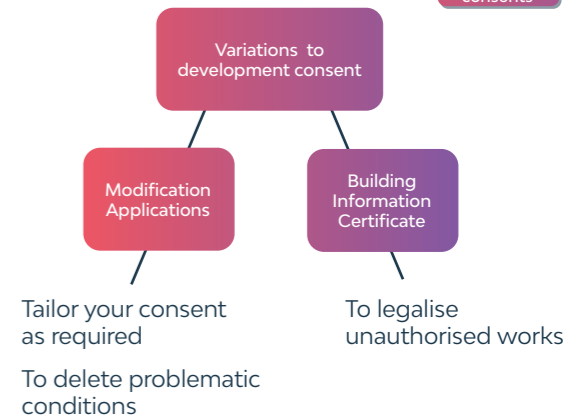 consents
Variations to
development consent
Modification
Applications
Building
Information
Certificate
Tailor your consent
as required
To delete problematic
conditions
To legalise
unauthorised works